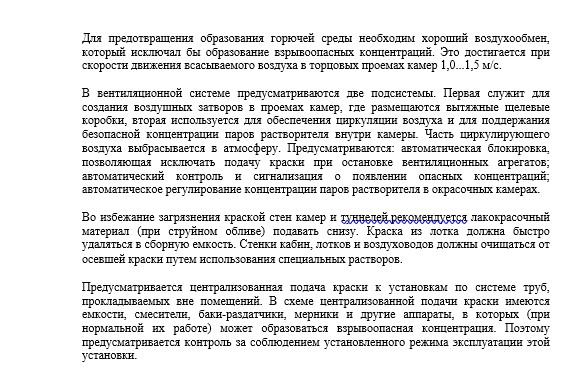 Для предотвращения образования горючей среды необходим хороший воздухообмен,
который исключал бы образование взрывоопасных концентраций. Это достигается при
скорости движения всасываемого воздуха в торцовых проемах камер 1,0...1,5 м/с.
В вентиляционной системе предусматриваются две подсистемы. Первая служит для
создания воздушных затворов в проемах камер, где размещаются вытяжные щелевые
коробки, вторая используется для обеспечения циркуляции воздуха и для поддержания
безопасной концентрации паров растворителя внутри камеры. Часть циркулирующего
воздуха выбрасывается в атмосферу. Предусматриваются: автоматическая блокировка,
позволяющая исключать подачу краски при остановке вентиляционных агрегатов;
автоматический контроль и сигнализация о появлении опасных концентраций;
автоматическое регулирование концентрации паров растворителя в окрасочных камерах.
Во избежание загрязнения краской стен камер и туннелей рекомендуется лакокрасочный
материал (при струйном обливе) подавать снизу. Краска из лотка должна быстро
удаляться в сборную емкость. Стенки кабин, лотков и воздуховодов должны очищаться от
осевшей краски путем использования специальных растворов.
Предусматривается централизованная подача краски к установкам по системе труб,
прокладываемых вне помещений. В схеме централизованной подачи краски имеются
емкости, смесители, баки-раздатчики, мерники и другие аппараты, в которых (при
нормальной их работе) может образоваться взрывоопасная концентрация. Поэтому
предусматривается контроль за соблюдением установленного режима эксплуатации этой
установки.